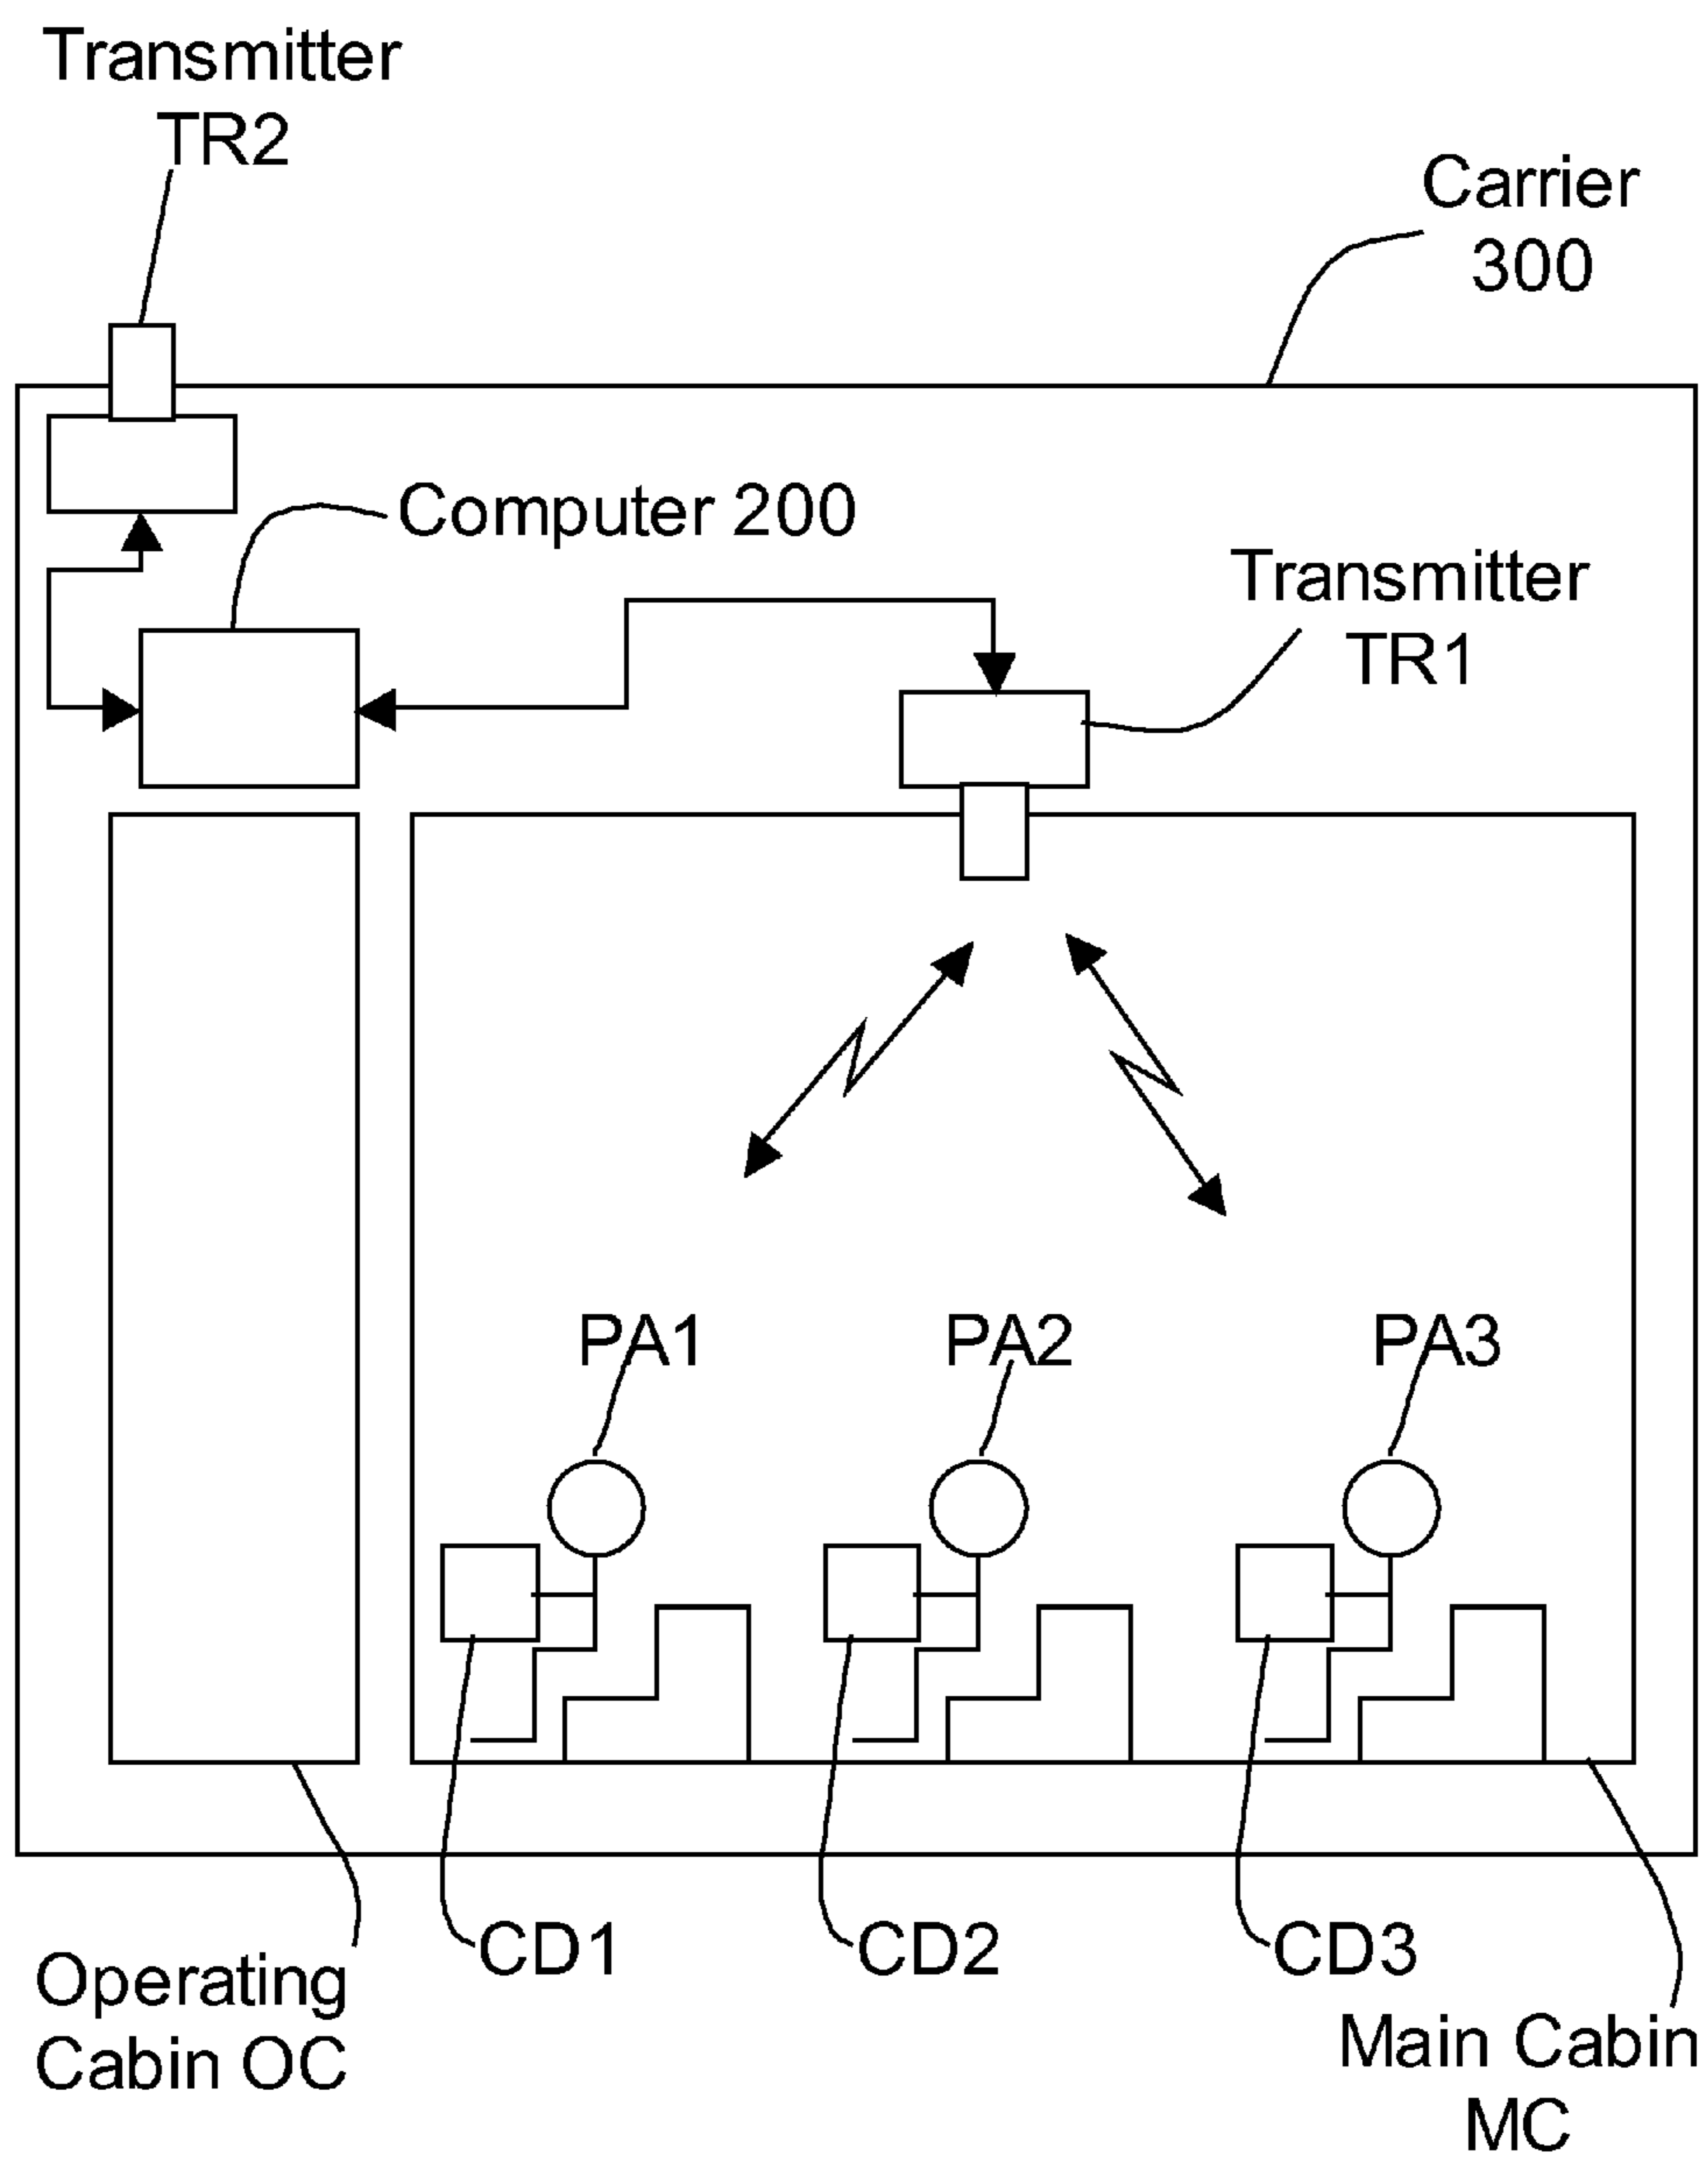 Transmitter
TR2
Carrier
300
Computer 200
Transmitter
TR1
PA1
PA2
PA3
CD1
CD2
CD3
Operating
Cabin OC
Main Cabin
MC